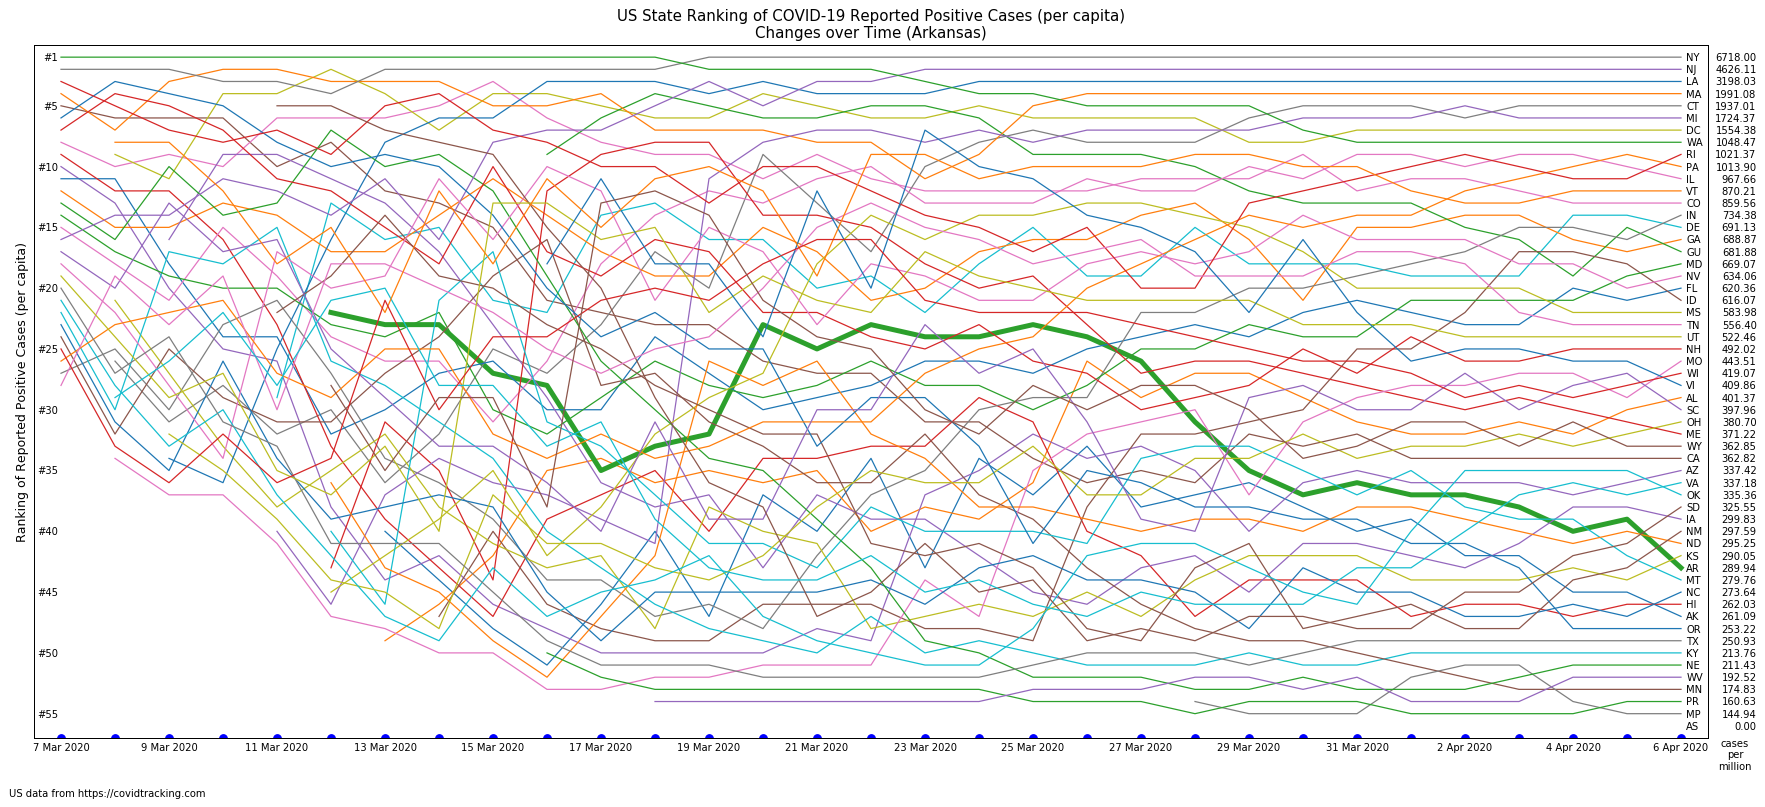 US State Ranking of COVID-19 Reported Positive Cases (per capita)
Changes over Time (Arkansas)
Ranking of Reported Positive Cases (per capita)
#1
#5
#10
#15
#20
#25
#30
#35
#40
#45
#50
#55
NY 6718.00
NJ 4626.11
LA 3198.03
MA 1991.08
CT 1937.01
MI 1724.37
DC 1554.38
WA 1048.47
RI 1021.37
PA 1013.90
IL 967.66
VT 870.21
CO 859.56
IN 734.38
DE 691.13
GA 688.87
GU 681.88
MD 669.07
NV 634.06
FL 620.36
ID 616.07
MS 583.98
TN 556.40
UT 522.46
NH 492.02
MO 443.51
WI 419.07
VI 409.86
AL 401.37
SC 397.96
OH 380.70
ME 371.22
WY 362.85
CA 362.82
AZ 337.42
VA 337.18
OK 335.36
SD 325.55
IA 299.83
NM 297.59
ND 295.25
KS 290.05
AR 289.94
MT 279.76
NC 273.64
HI 262.03
AK 261.09
OR 253.22
TX 250.93
KY 213.76
NE 211.43
WV 192.52
MN 174.83
PR 160.63
MP 144.94
AS 0.00
7 Mar 2020 9 Mar 2020 11 Mar 2020 13 Mar 2020 15 Mar 2020 17 Mar 2020 19 Mar 2020 21 Mar 2020 23 Mar 2020 25 Mar 2020 27 Mar 2020 29 Mar 2020 31 Mar 2020 2 Apr 2020 4 Apr 2020 6 Apr 2020
cases
per
million
US data from https://covidtracking.com